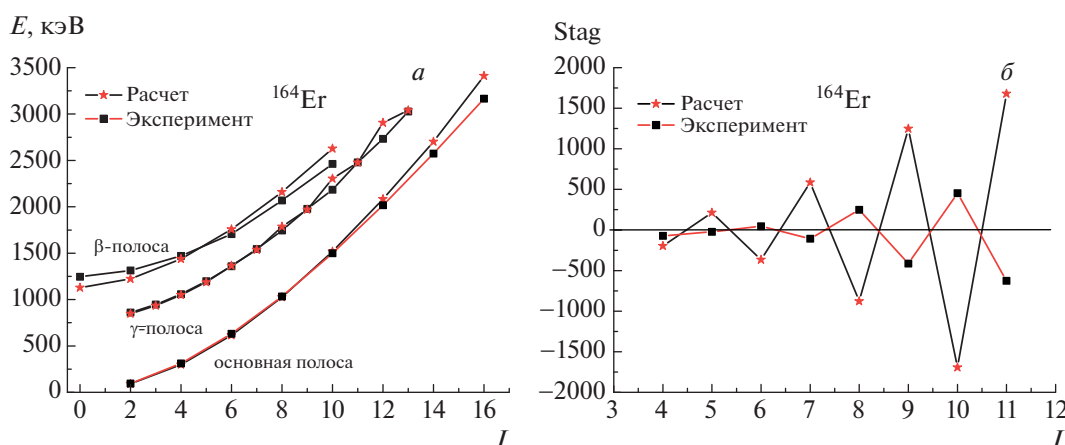 E, кэВ
3500
3000
2500
2000
1500
1000
500
0
а
Расчет
Эксперимент
¹⁶⁴Er
β-полоса
γ=полоса
основная полоса
0 2 4 6 8 10 12 14 16
I
Stag
2000
1500
1000
500
0
−500
−1000
−1500
−2000
б
Расчет
Эксперимент
¹⁶⁴Er
3 4 5 6 7 8 9 10 11 12
I